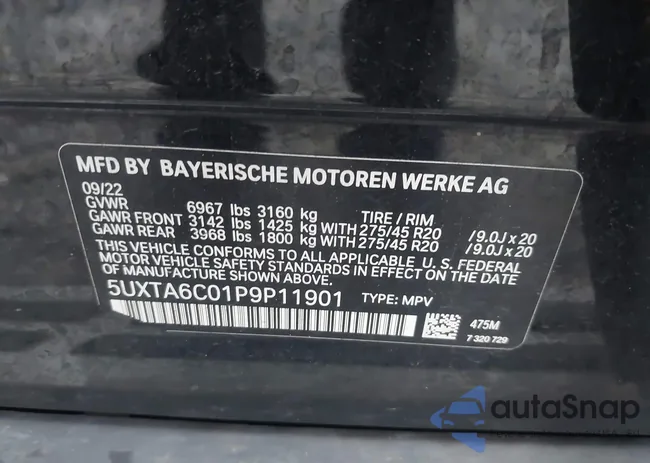 MFD BY BAYERISCHE MOTOREN WERKE AG
09/22
GVWR 6967 lbs 3160 kg TIRE / RIM
GAWR FRONT 3142 lbs 1425 kg WITH 275/45 R20 /9.0J x 20
GAWR REAR 3968 lbs 1800 kg WITH 275/45 R20 /9.0J x 20
THIS VEHICLE CONFORMS TO ALL APPLICABLE U.S. FEDERAL
MOTOR VEHICLE SAFETY STANDARDS IN EFFECT ON THE DATE
OF MANUFACTURE SHOWN ABOVE.
5UXTA6C01P9P11901 TYPE: MPV
475M
7 320 729
autaSnap